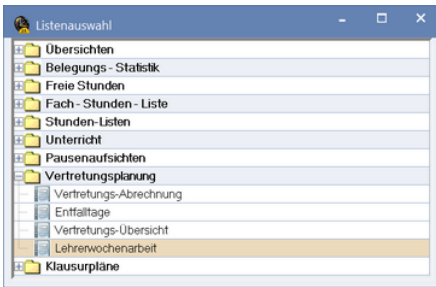 Listenauswahl
Übersichten
Belegungs - Statistik
Freie Stunden
Fach - Stunden - Liste
Stunden-Listen
Unterricht
Pausenaufsichten
Vertretungsplanung
Vertretungs-Abrechnung
Entfalltage
Vertretungs-Übersicht
Lehrerwochenarbeit
Klausurpläne